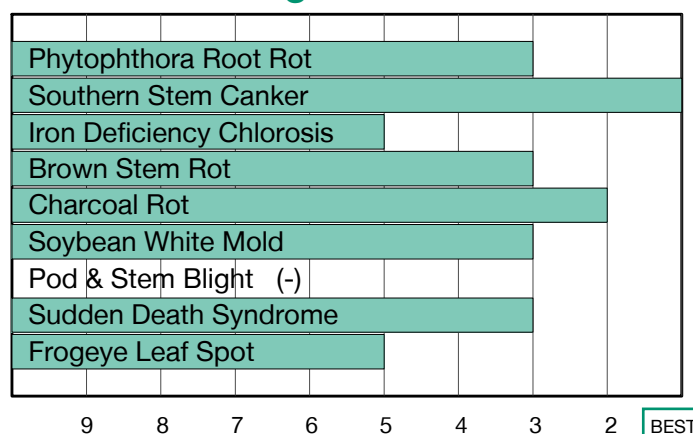 Phytophthora Root Rot
Southern Stem Canker
Iron Deficiency Chlorosis
Brown Stem Rot
Charcoal Rot
Soybean White Mold
Pod & Stem Blight (-)
Sudden Death Syndrome
Frogeye Leaf Spot
9 8 7 6 5 4 3 2 BEST